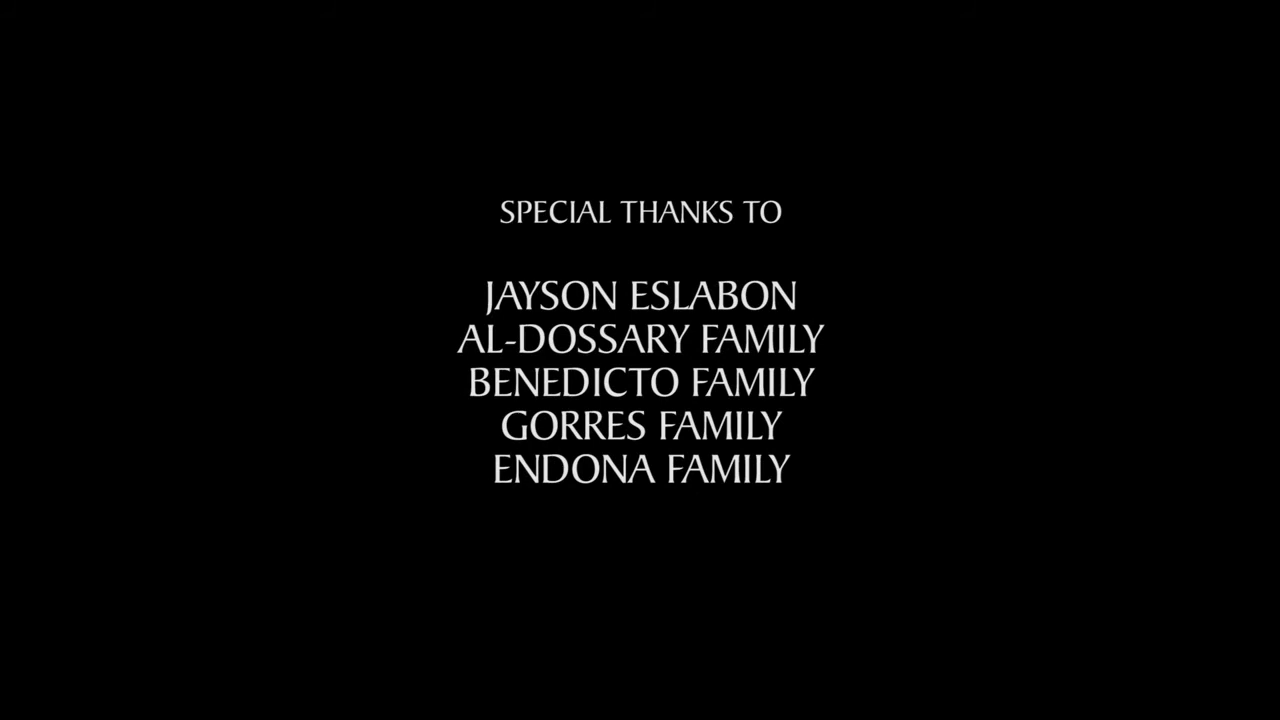 SPECIAL THANKS TO
JAYSON ESLABON
AL-DOSSARY FAMILY
BENEDICTO FAMILY
GORRES FAMILY
ENDONA FAMILY